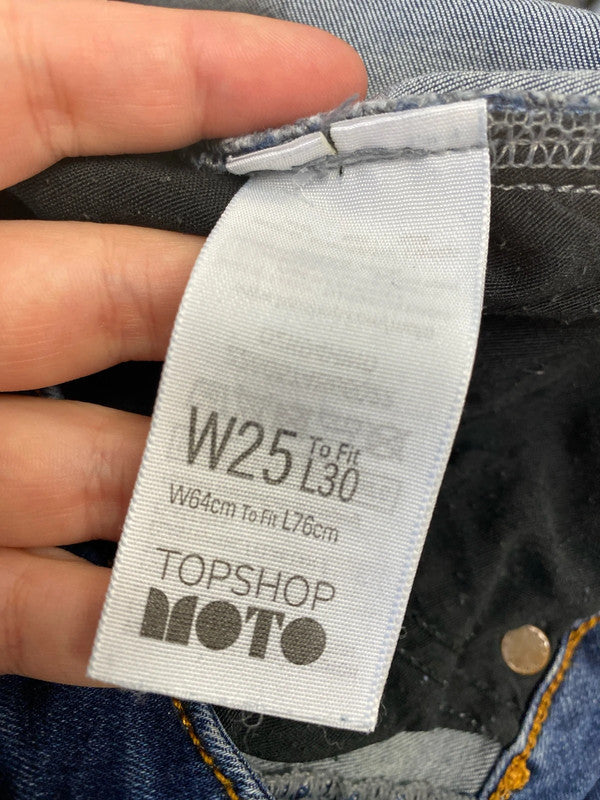 W25 To Fit L30
W64cm To Fit L76cm
TOPSHOP
MOTO